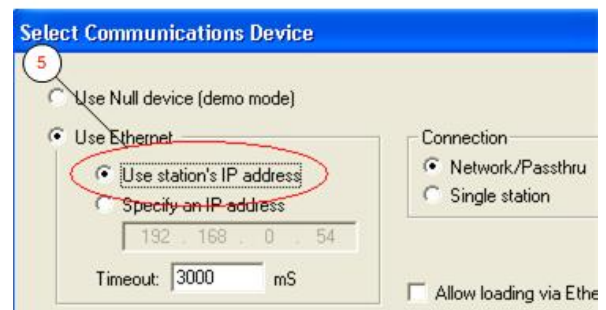 Select Communications Device
5
Use Null device (demo mode)
Use Ethernet
Use station's IP address
Specify an IP address
192 . 168 . 0 . 54
Timeout: 3000 mS
Connection
Network/Passthru
Single station
Allow loading via Ethe